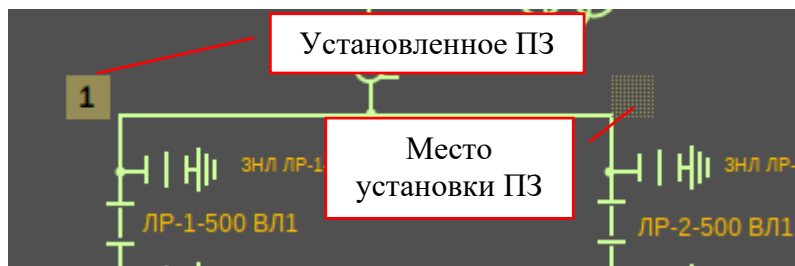 Установленное ПЗ
1
Место
установки ПЗ
ЗНЛ ЛР-1-
ЗНЛ ЛР-
ЛР-1-500 ВЛ1
ЛР-2-500 ВЛ1